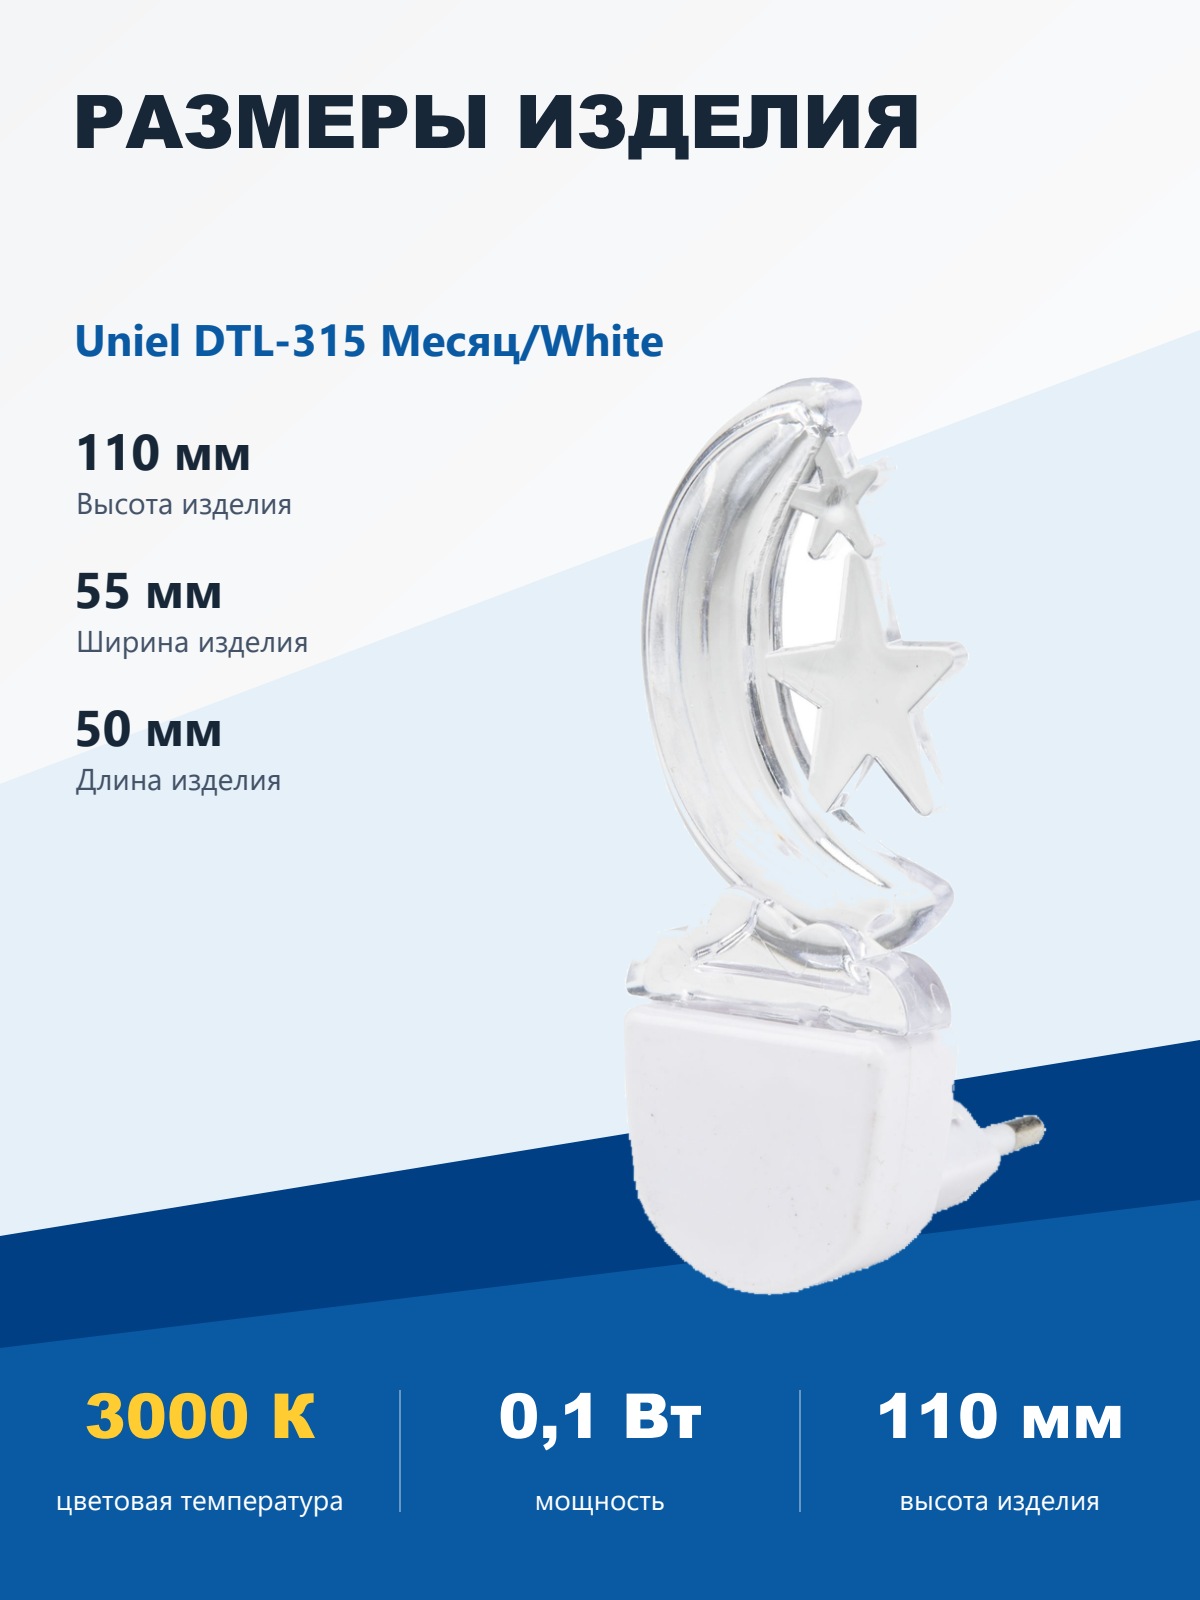 РАЗМЕРЫ ИЗДЕЛИЯ
Uniel DTL-315 Месяц/White
110 мм
Высота изделия
55 мм
Ширина изделия
50 мм
Длина изделия
3000 К
цветовая температура
0,1 Вт
мощность
110 мм
высота изделия